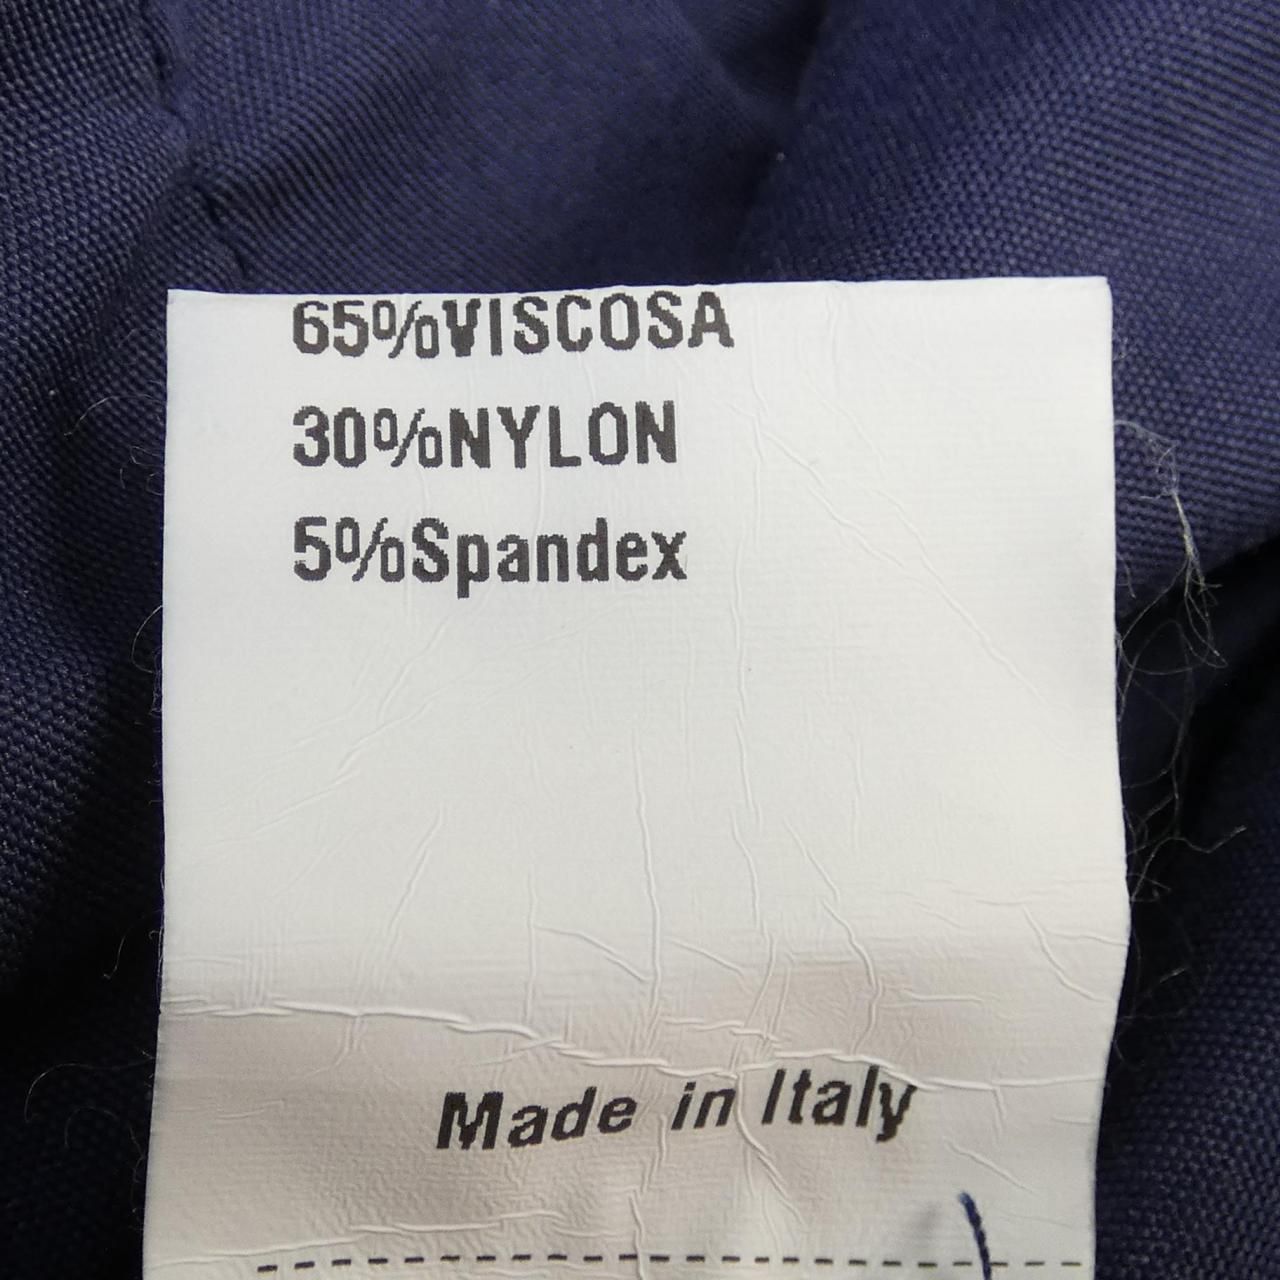 65%VISCOSA
30%NYLON
5%Spandex
Made in Italy